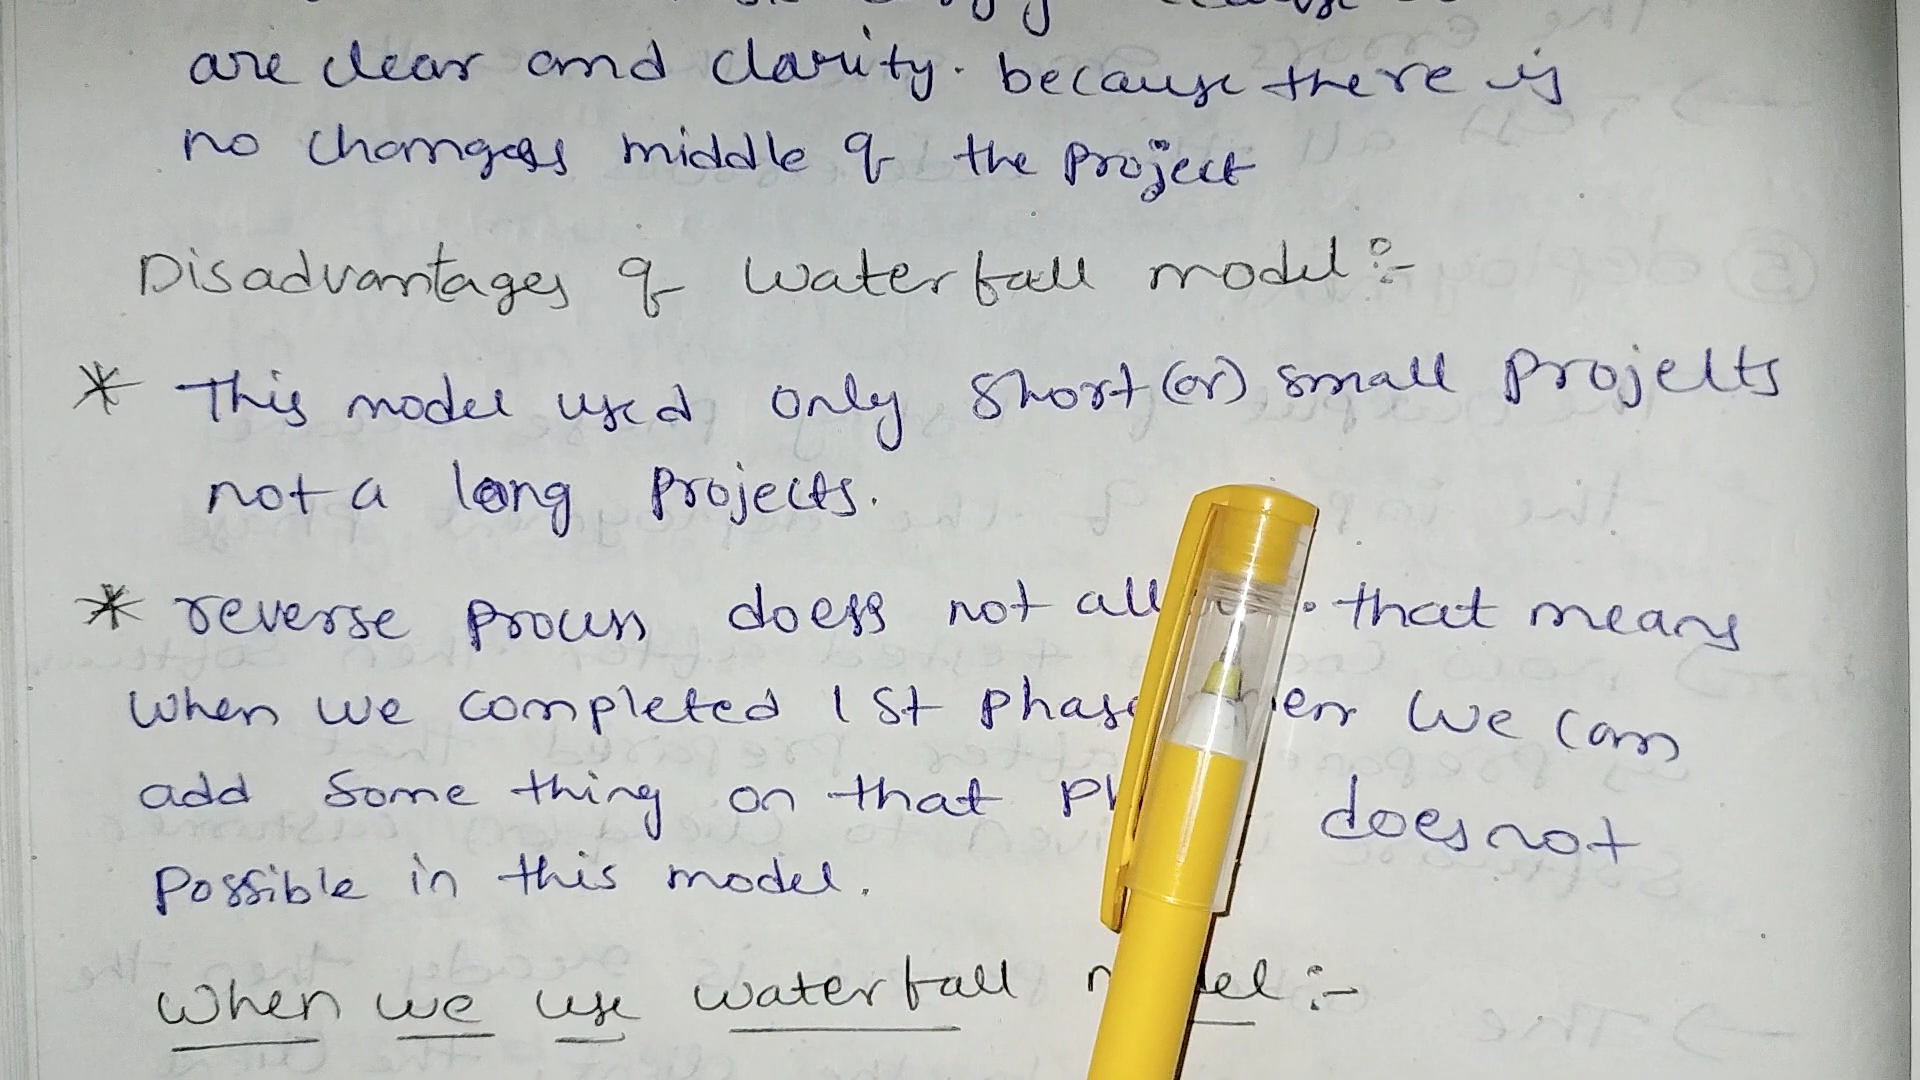 are clear and clarity. because there is
no changes middle of the project
Disadvantages of Waterfall model :-
* This model used only short (or) small projects
not a long projects.
* reverse process does not all . that means
when we completed 1st phase we can
add some thing on that does not
possible in this model.
When we use waterfall :-